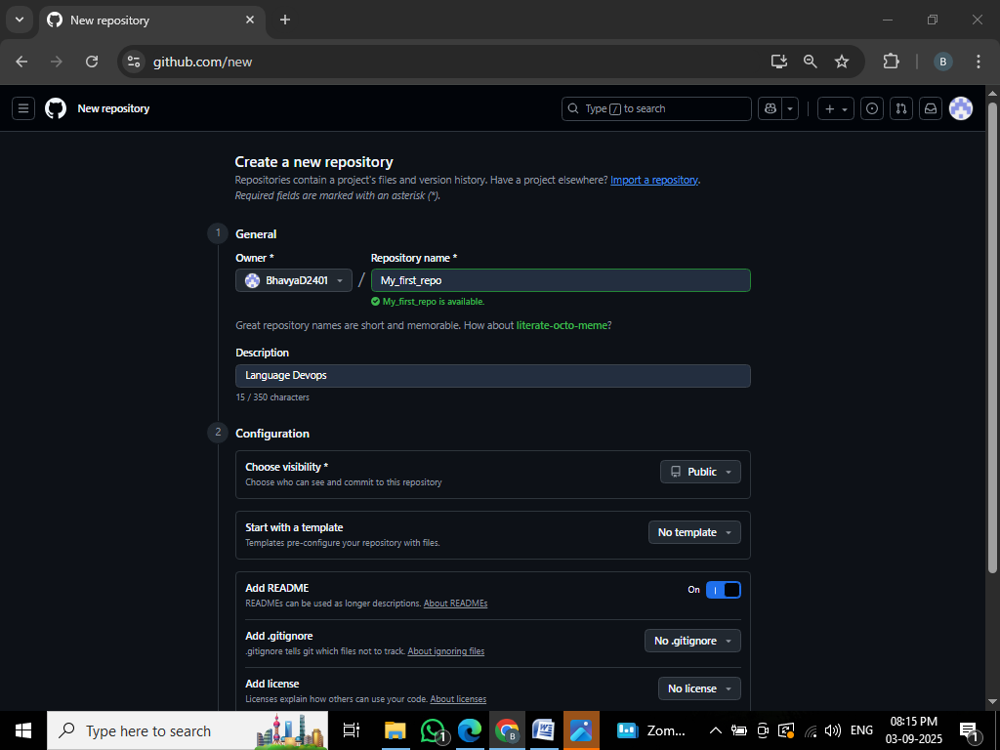 New repository
github.com/new
B
New repository
Type / to search
Create a new repository
Repositories contain a project's files and version history. Have a project elsewhere? Import a repository.
Required fields are marked with an asterisk (*).
1 General
Owner * Repository name *
BhavyaD2401 / My_first_repo
My_first_repo is available.
Great repository names are short and memorable. How about literate-octo-meme?
Description
Language Devops
15 / 350 characters
2 Configuration
Choose visibility *
Public
Choose who can see and commit to this repository
Start with a template
No template
Templates pre-configure your repository with files.
Add README
On
READMEs can be used as longer descriptions. About READMEs
Add .gitignore
No .gitignore
.gitignore tells git which files not to track. About ignoring files
Add license
No license
Licenses explain how others can use your code. About licenses
Type here to search
1
B
W
Zom...
ENG
08:15 PM
03-09-2025
1